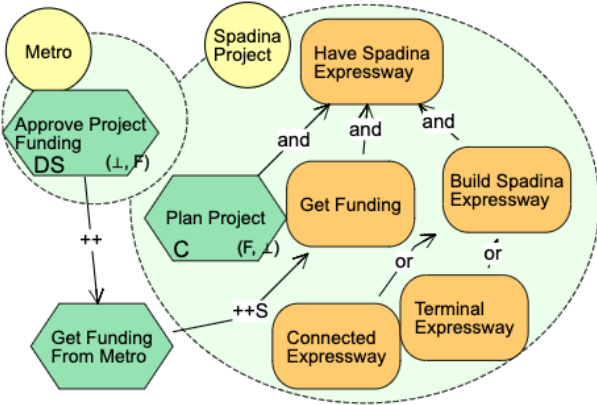 Metro
Approve Project
Funding
DS
(⊥, F)
++
Get Funding
From Metro
Spadina
Project
Have Spadina
Expressway
and
and
and
Plan Project
C
(F, ⊥)
Get Funding
Build Spadina
Expressway
or
or
++S
Connected
Expressway
Terminal
Expressway